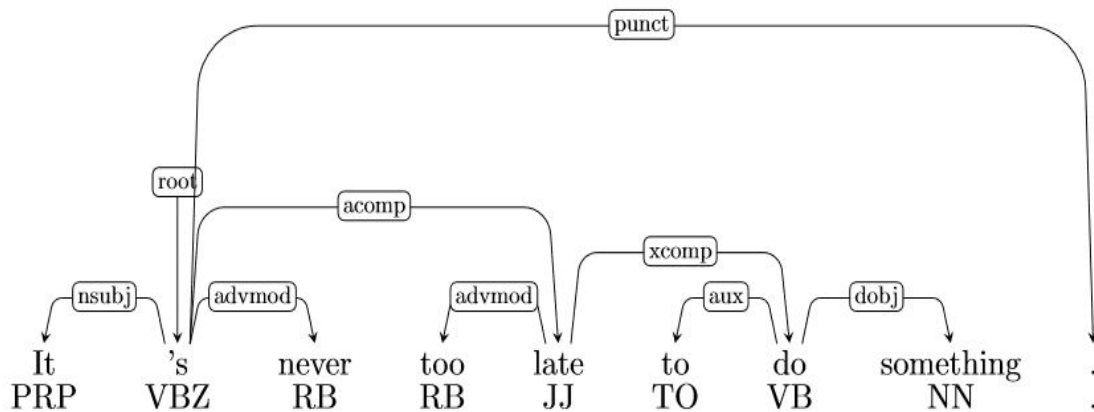 punct
root
acomp
xcomp
nsubj advmod advmod aux dobj
It 's never too late to do something .
PRP VBZ RB RB JJ TO VB NN .